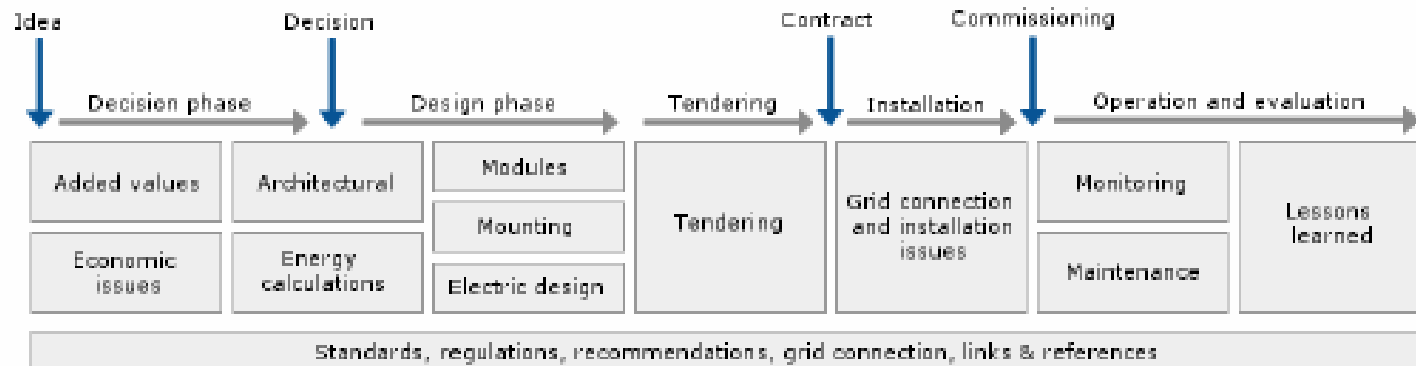 Idea
Decision
Contract
Commissioning
Decision phase
Design phase
Tendering
Installation
Operation and evaluation
Added values
Economic
issues
Architectural
Energy
calculations
Modules
Mounting
Electric design
Tendering
Grid connection
and installation
issues
Monitoring
Maintenance
Lessons
learned
Standards, regulations, recommendations, grid connection, links & references